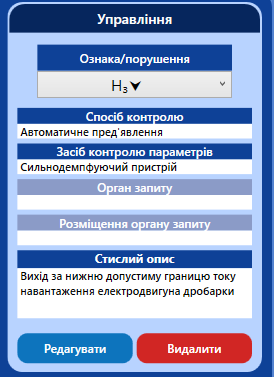 Управління
Ознака/порушення
Н₃⮟
Спосіб контролю
Автоматичне пред'явлення
Засіб контролю параметрів
Сильнодемпфуючий пристрій
Орган запиту
Розміщення органу запиту
Стислий опис
Вихід за нижню допустиму границю току
навантаження електродвигуна дробарки
Редагувати Видалити